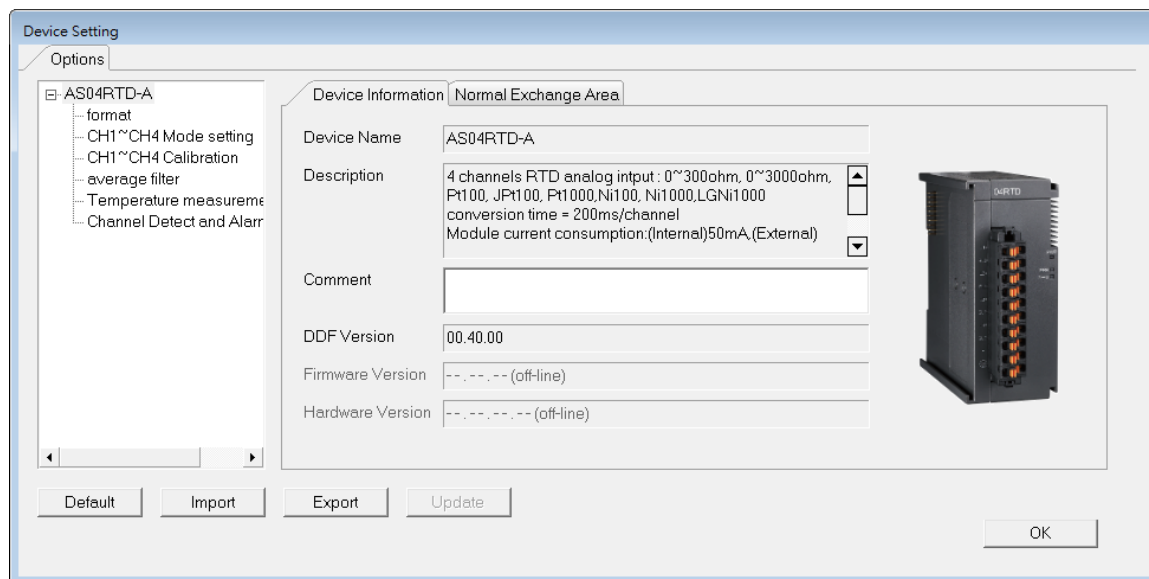 Device Setting
Options
AS04RTD-A
format
CH1~CH4 Mode setting
CH1~CH4 Calibration
average filter
Temperature measureme
Channel Detect and Alarr
Device Information
Normal Exchange Area
Device Name
AS04RTD-A
Description
4 channels RTD analog intput : 0~300ohm, 0~3000ohm,
Pt100, JPt100, Pt1000,Ni100, Ni1000,LGNi1000
conversion time = 200ms/channel
Module current consumption:(Internal)50mA,(External)
Comment
DDF Version
00.40.00
Firmware Version
--.--.-- (off-line)
Hardware Version
--.--.--.-- (off-line)
04RTD
Default
Import
Export
Update
OK